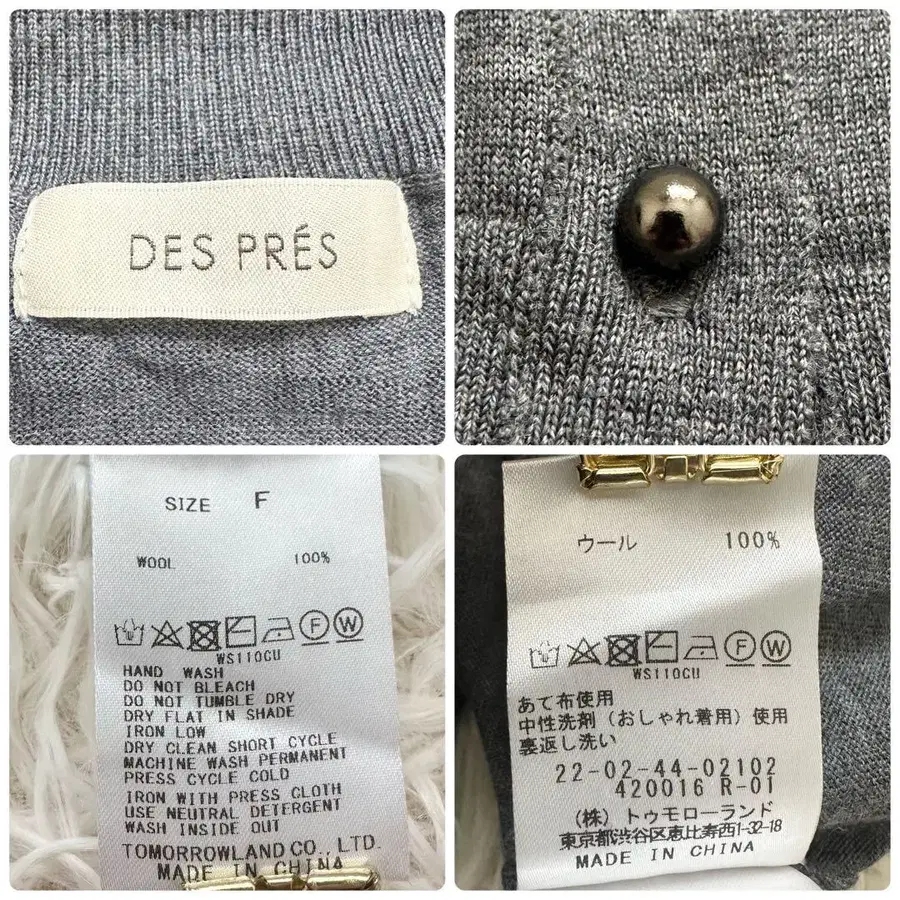 DES PRÉS
SIZE F
WOOL 100%
F W
WS110CU
HAND WASH
DO NOT BLEACH
DO NOT TUMBLE DRY
DRY FLAT IN SHADE
IRON LOW
DRY CLEAN SHORT CYCLE
MACHINE WASH PERMANENT
PRESS CYCLE COLD
IRON WITH PRESS CLOTH
USE NEUTRAL DETERGENT
WASH INSIDE OUT
TOMORROWLAND CO., LTD.
MADE IN CHINA
ウール 100%
F W
WS110CU
あて布使用
中性洗剤（おしゃれ着用）使用
裏返し洗い
22-02-44-02102
420016 R-01
（株）トゥモローランド
東京都渋谷区恵比寿西1-32-18
MADE IN CHINA